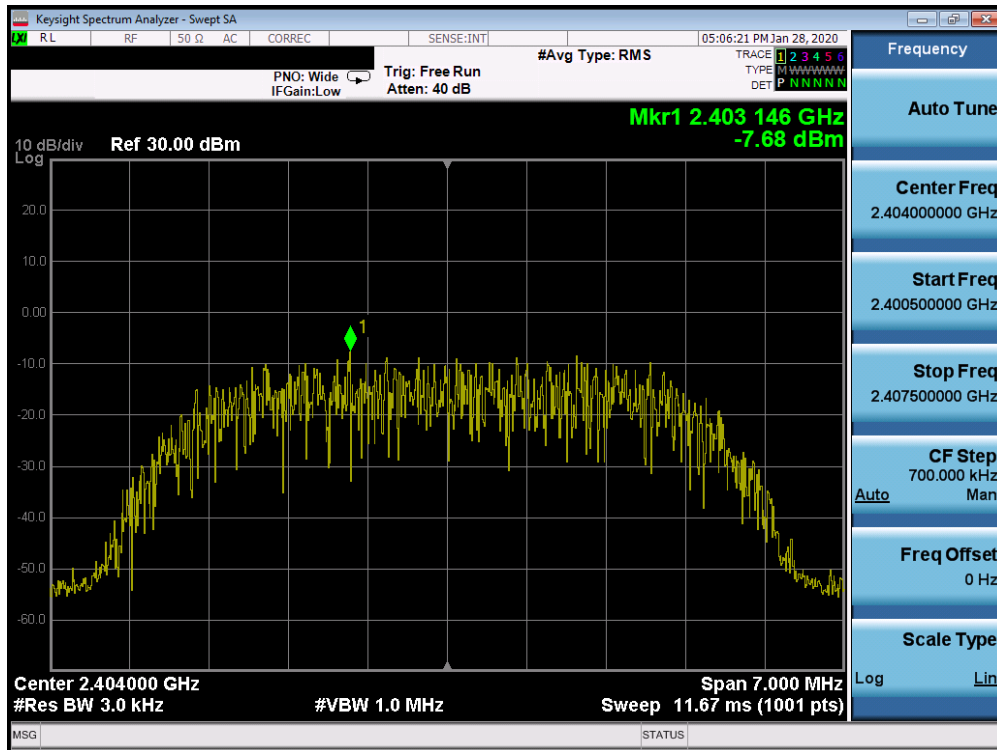 Keysight Spectrum Analyzer - Swept SA
LXI RL RF 50 Ω AC CORREC SENSE:INT 05:06:21 PM Jan 28, 2020
Frequency
#Avg Type: RMS TRACE 1 2 3 4 5 6
PNO: Wide Trig: Free Run TYPE M WWWWW
IFGain:Low Atten: 40 dB DET P N N N N N
Auto Tune
Mkr1 2.403 146 GHz
-7.68 dBm
10 dB/div Ref 30.00 dBm
Log
Center Freq
2.404000000 GHz
20.0
10.0
Start Freq
2.400500000 GHz
0.00
1
-10.0
Stop Freq
2.407500000 GHz
-20.0
-30.0
CF Step
700.000 kHz
Auto Man
-40.0
-50.0
Freq Offset
0 Hz
-60.0
Scale Type
Log Lin
Center 2.404000 GHz Span 7.000 MHz
#Res BW 3.0 kHz #VBW 1.0 MHz Sweep 11.67 ms (1001 pts)
MSG STATUS